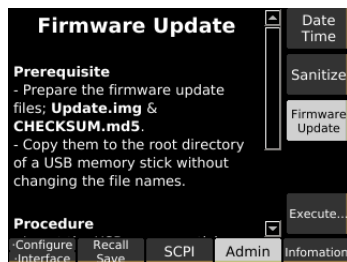 Firmware Update
Prerequisite
- Prepare the firmware update
files; Update.img &
CHECKSUM.md5.
- Copy them to the root directory
of a USB memory stick without
changing the file names.
Procedure
Date
Time
Sanitize
Firmware
Update
Execute...
·Configure
·Interface
Recall
Save
SCPI
Admin
Infomation